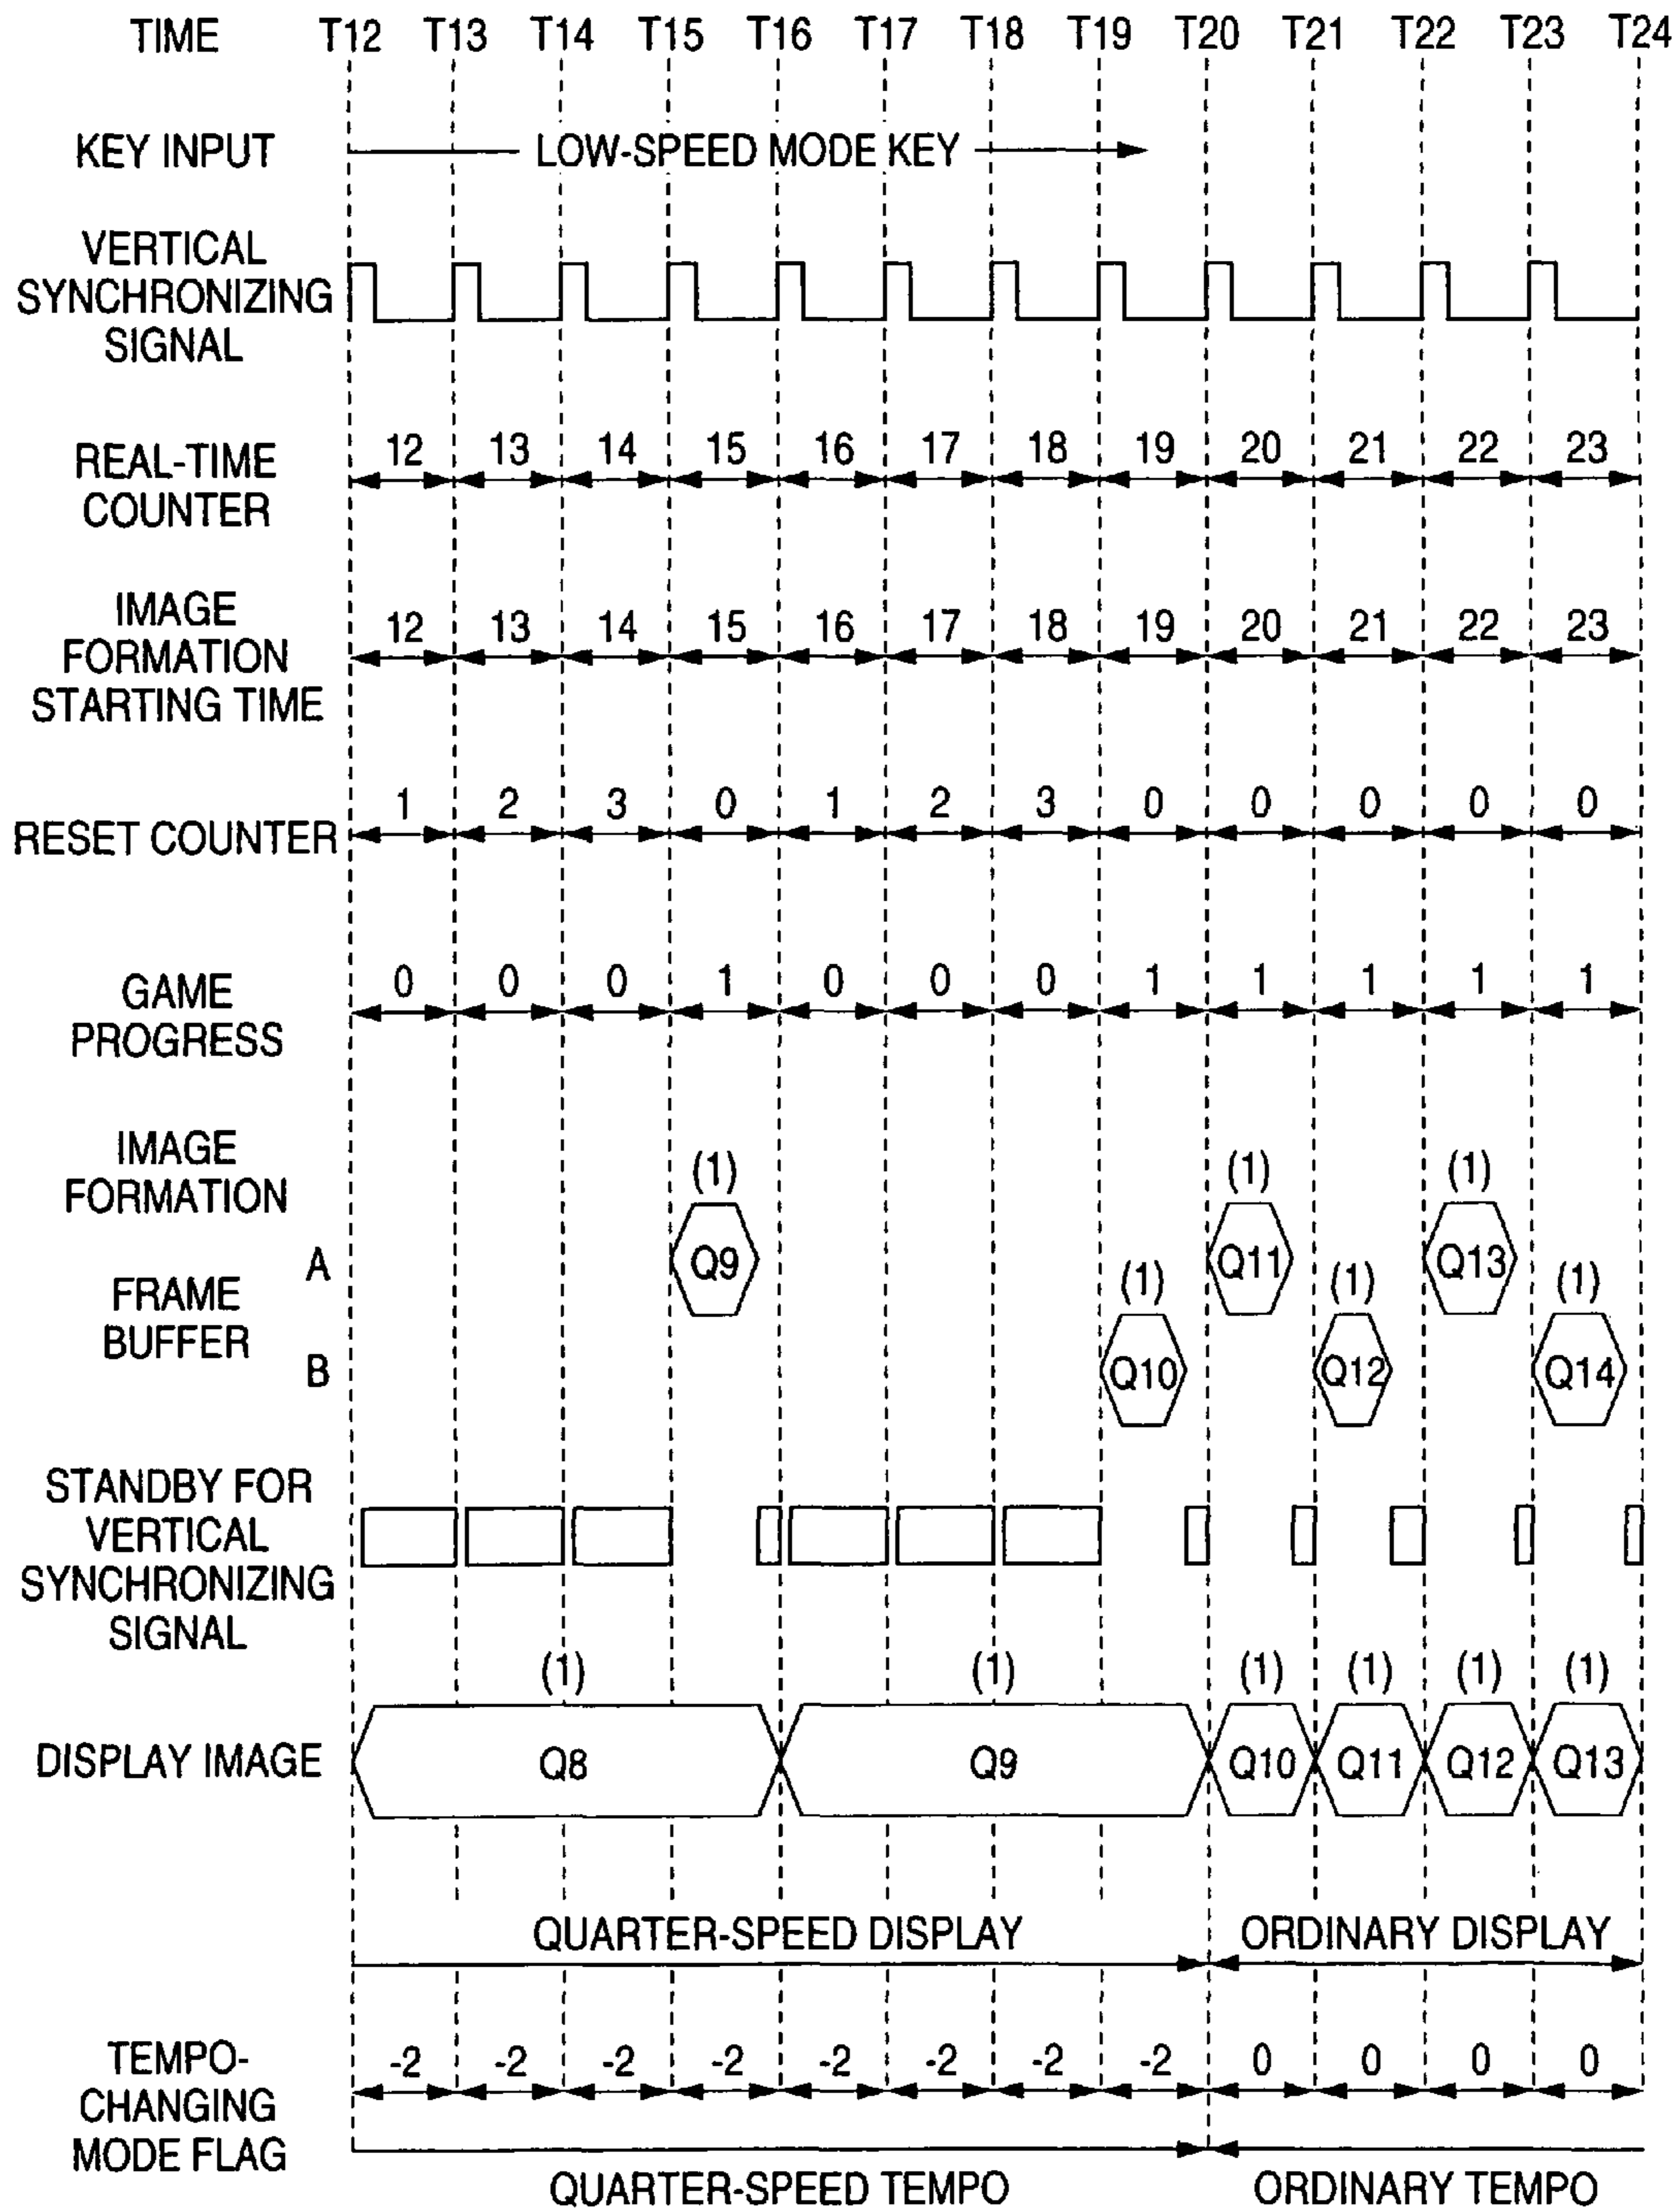 TIME T12 T13 T14 T15 T16 T17 T18 T19 T20 T21 T22 T23 T24
KEY INPUT LOW-SPEED MODE KEY
VERTICAL
SYNCHRONIZING
SIGNAL
REAL-TIME
COUNTER
12 13 14 15 16 17 18 19 20 21 22 23
IMAGE
FORMATION
STARTING TIME
12 13 14 15 16 17 18 19 20 21 22 23
RESET COUNTER
1 2 3 0 1 2 3 0 0 0 0 0
GAME
PROGRESS
0 0 0 1 0 0 0 1 1 1 1 1
IMAGE
FORMATION
(1) (1) (1)
A Q9 Q11 Q13
FRAME
BUFFER
(1) (1) (1)
B Q10 Q12 Q14
STANDBY FOR
VERTICAL
SYNCHRONIZING
SIGNAL
(1) (1) (1) (1) (1) (1)
DISPLAY IMAGE Q8 Q9 Q10 Q11 Q12 Q13
QUARTER-SPEED DISPLAY ORDINARY DISPLAY
TEMPO-
CHANGING
MODE FLAG
-2 -2 -2 -2 -2 -2 -2 -2 0 0 0 0
QUARTER-SPEED TEMPO ORDINARY TEMPO